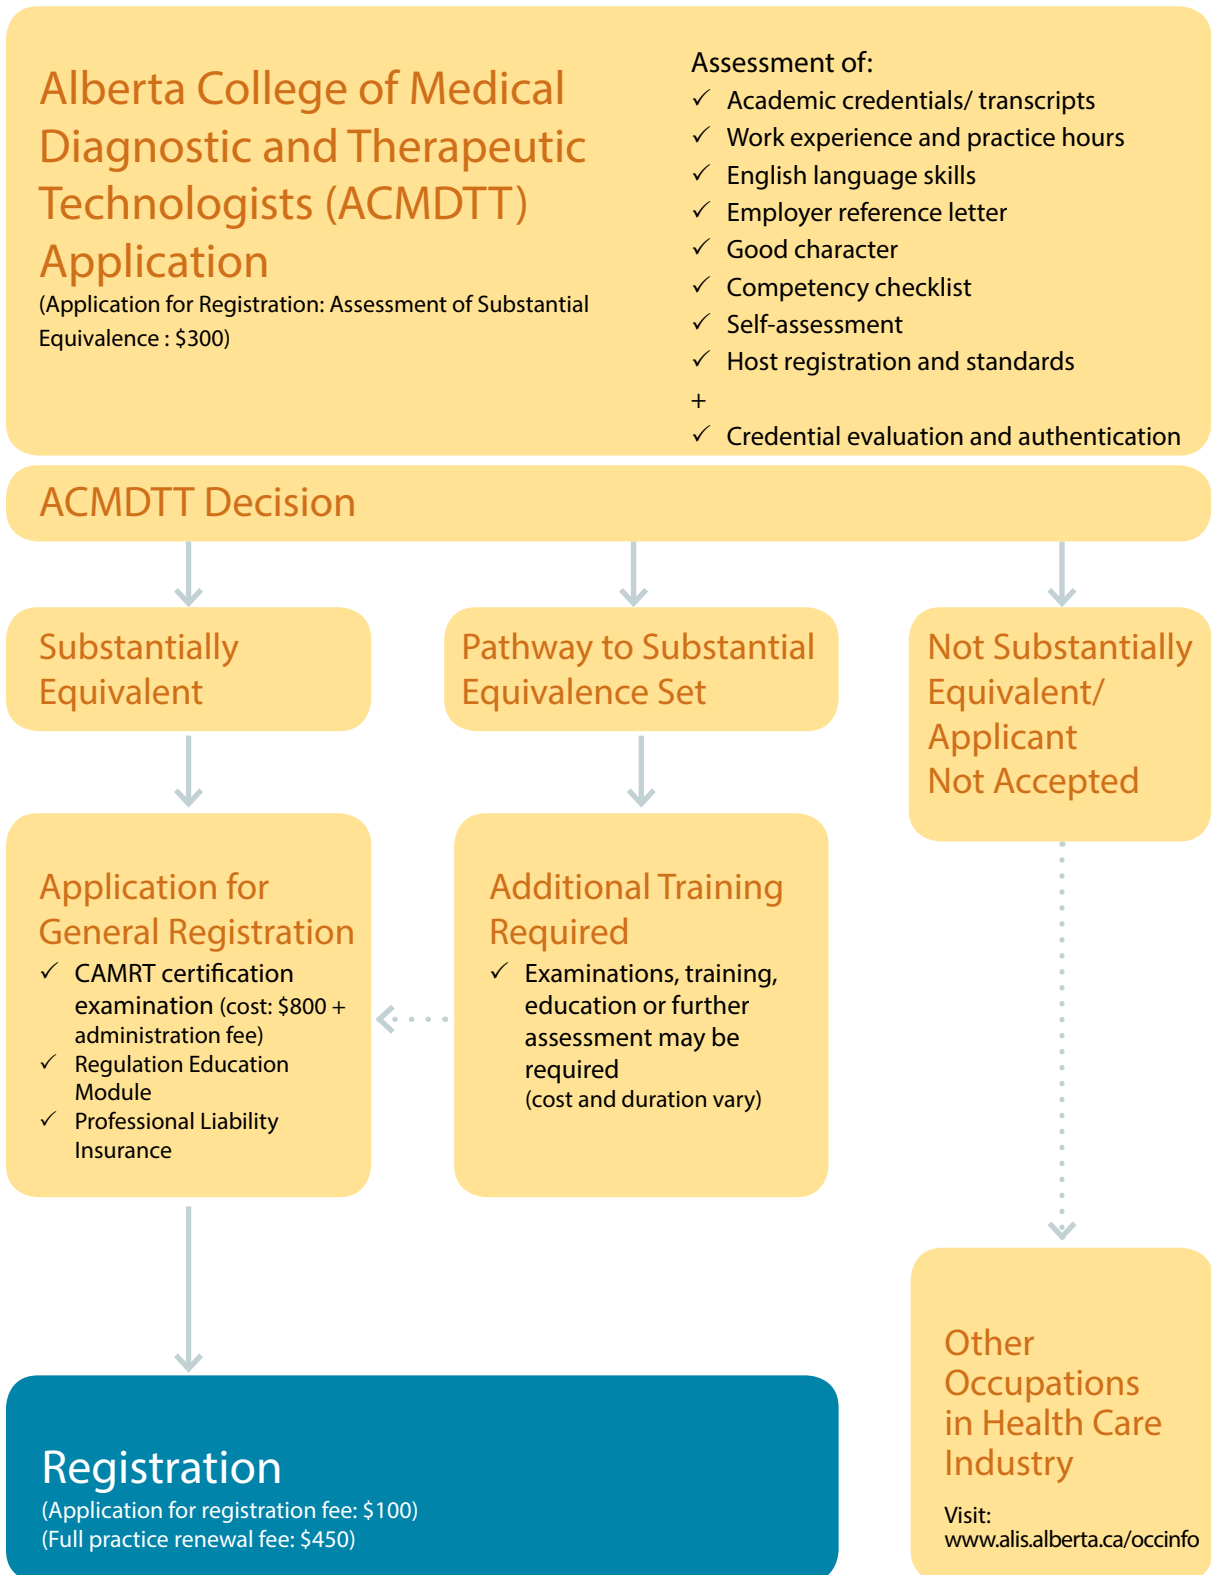 Alberta College of Medical
Diagnostic and Therapeutic
Technologists (ACMDTT)
Application
(Application for Registration: Assessment of Substantial
Equivalence : $300)
Assessment of:
✓ Academic credentials/ transcripts
✓ Work experience and practice hours
✓ English language skills
✓ Employer reference letter
✓ Good character
✓ Competency checklist
✓ Self-assessment
✓ Host registration and standards
+
✓ Credential evaluation and authentication
ACMDTT Decision
Substantially
Equivalent
Pathway to Substantial
Equivalence Set
Not Substantially
Equivalent/
Applicant
Not Accepted
Application for
General Registration
✓ CAMRT certification
examination (cost: $800 +
administration fee)
✓ Regulation Education
Module
✓ Professional Liability
Insurance
Additional Training
Required
✓ Examinations, training,
education or further
assessment may be
required
(cost and duration vary)
Registration
(Application for registration fee: $100)
(Full practice renewal fee: $450)
Other
Occupations
in Health Care
Industry
Visit:
www.alis.alberta.ca/occinfo